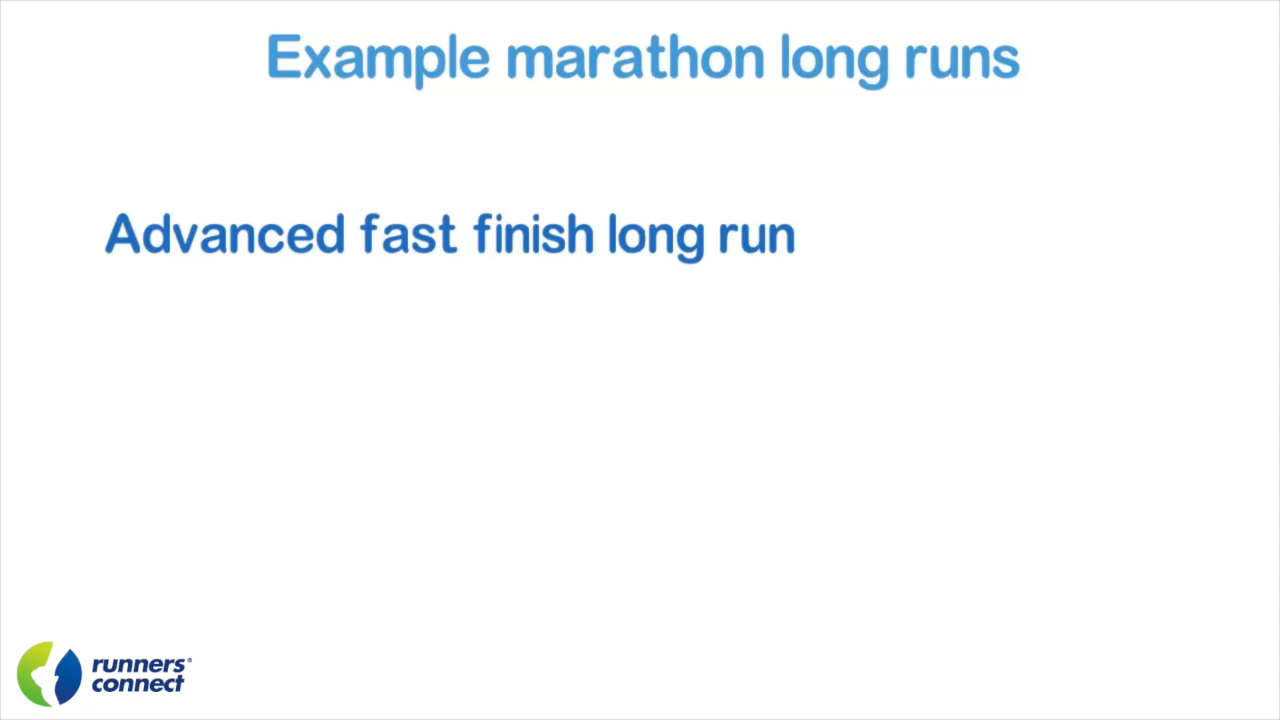 Example marathon long runs
Advanced fast finish long run
runners®
connect